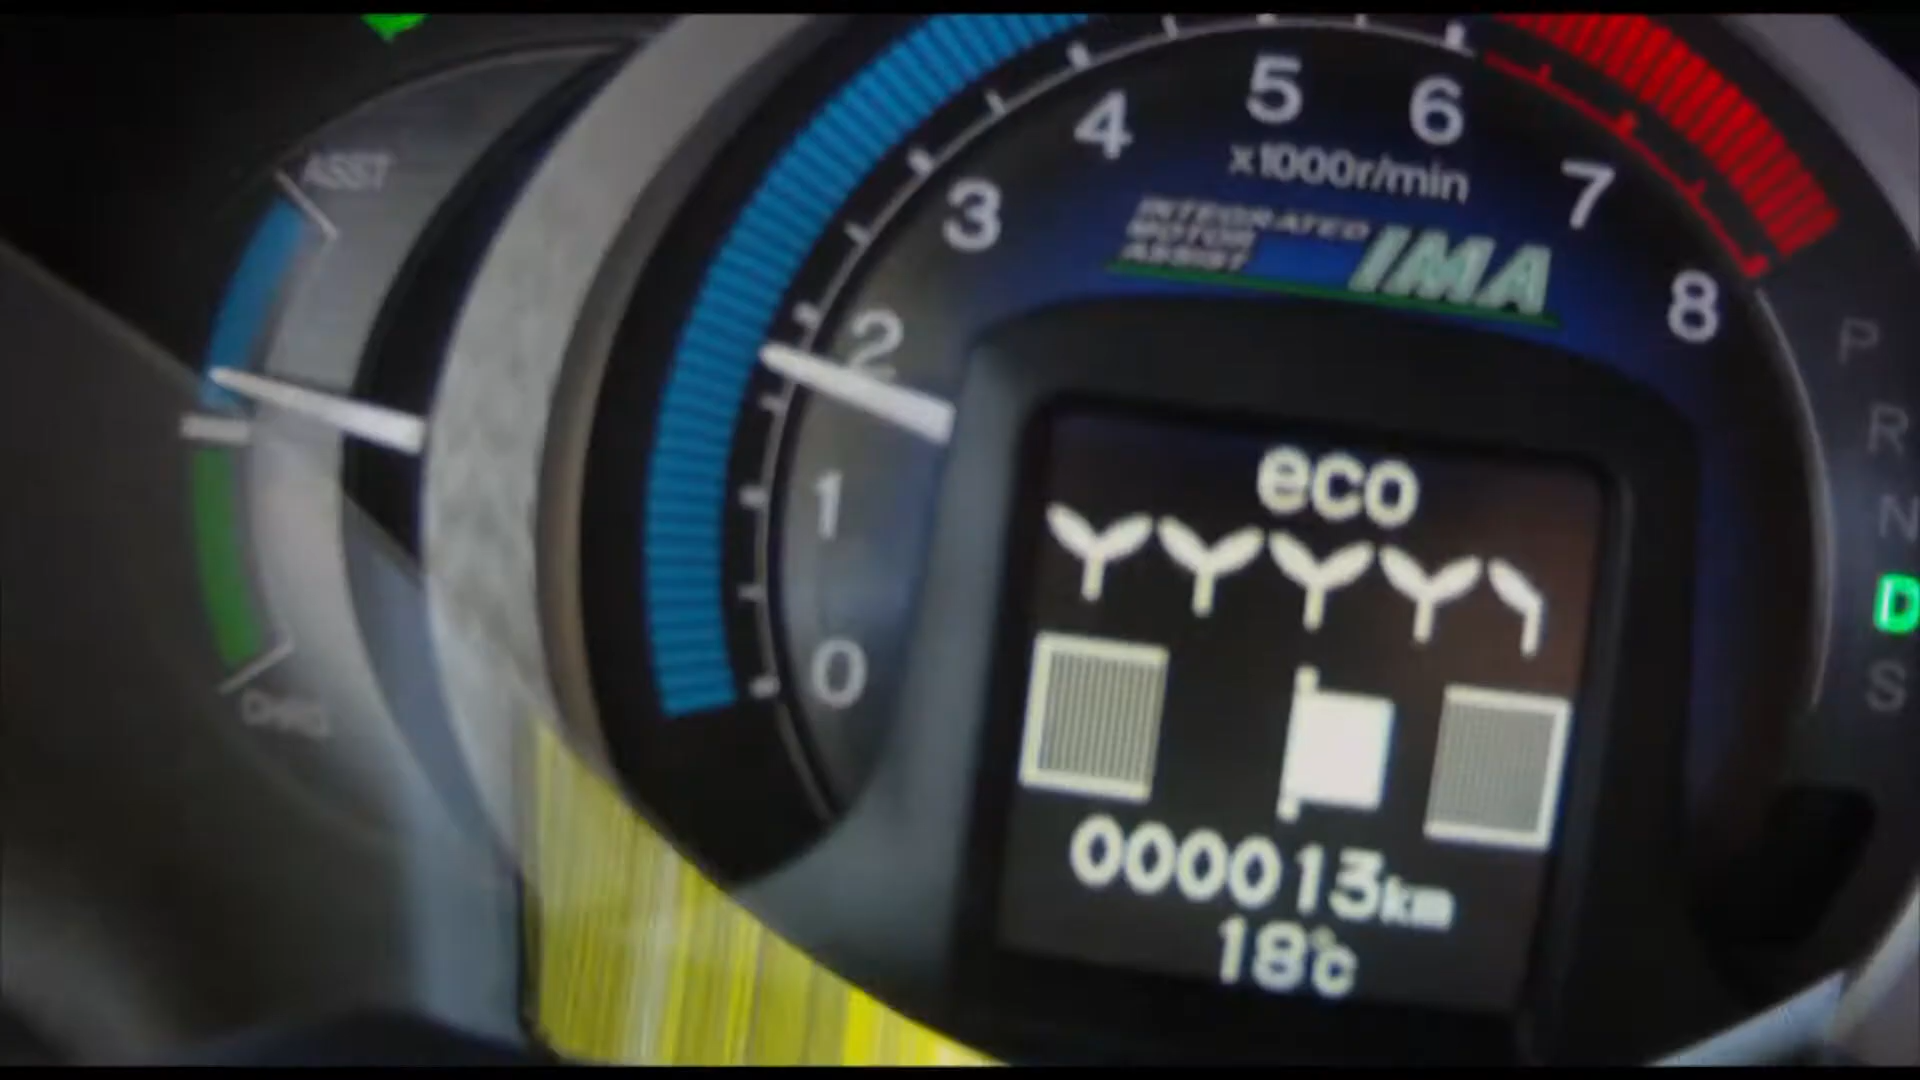 ASST
CHRG
0
1
2
3
4
5
6
7
8
x1000r/min
INTEGRATED
MOTOR
ASSIST
IMA
eco
000013km
18°c
P
R
N
D
S